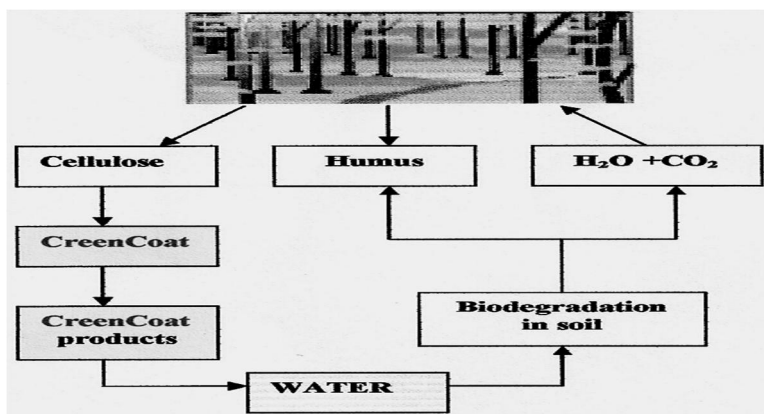 Cellulose
Humus
H₂O +CO₂
CreenCoat
CreenCoat
products
Biodegradation
in soil
WATER